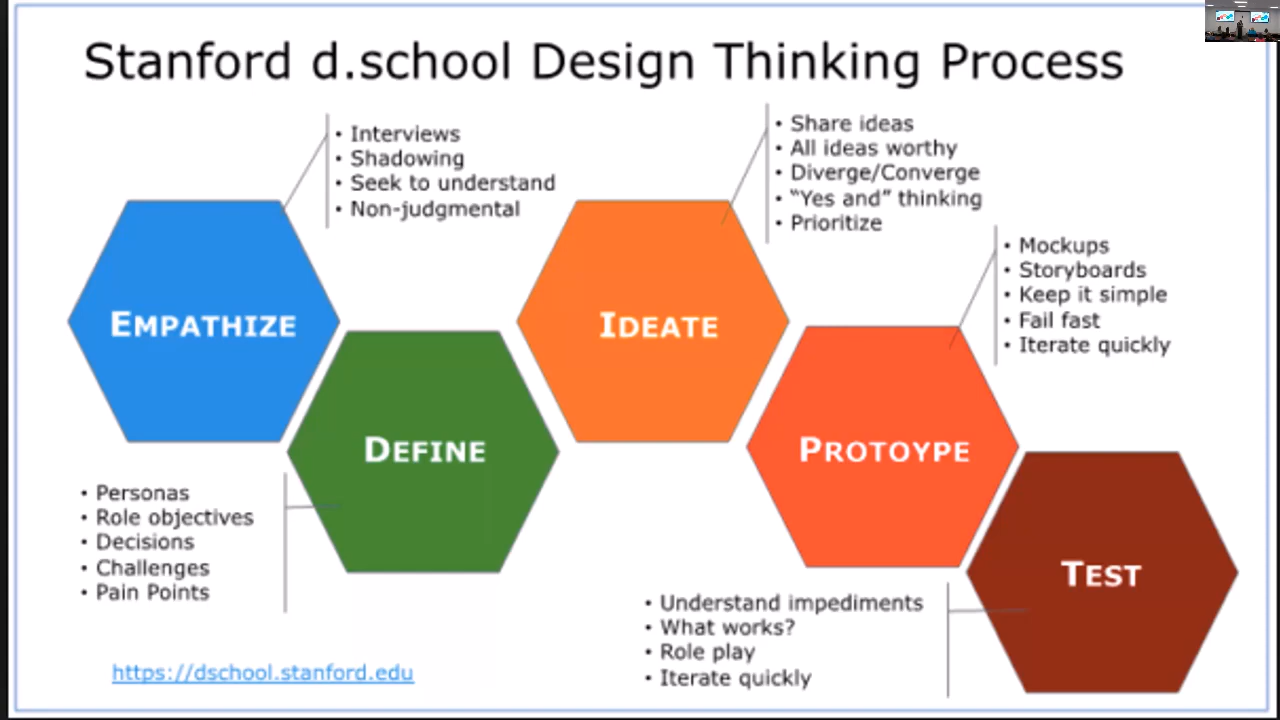 Stanford d.school Design Thinking Process
• Interviews
• Shadowing
• Seek to understand
• Non-judgmental
• Share ideas
• All ideas worthy
• Diverge/Converge
• “Yes and” thinking
• Prioritize
• Mockups
• Storyboards
• Keep it simple
• Fail fast
• Iterate quickly
EMPATHIZE
IDEATE
DEFINE
PROTOYPE
• Personas
• Role objectives
• Decisions
• Challenges
• Pain Points
TEST
• Understand impediments
• What works?
• Role play
• Iterate quickly
https://dschool.stanford.edu